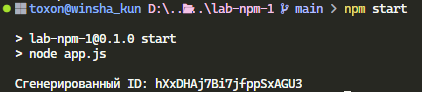 toxon@winsha_kun D:\..\..\lab-npm-1 main > npm start
> lab-npm-1@0.1.0 start
> node app.js
Сгенерированный ID: hXxDHAj7Bi7jfppSxAGU3